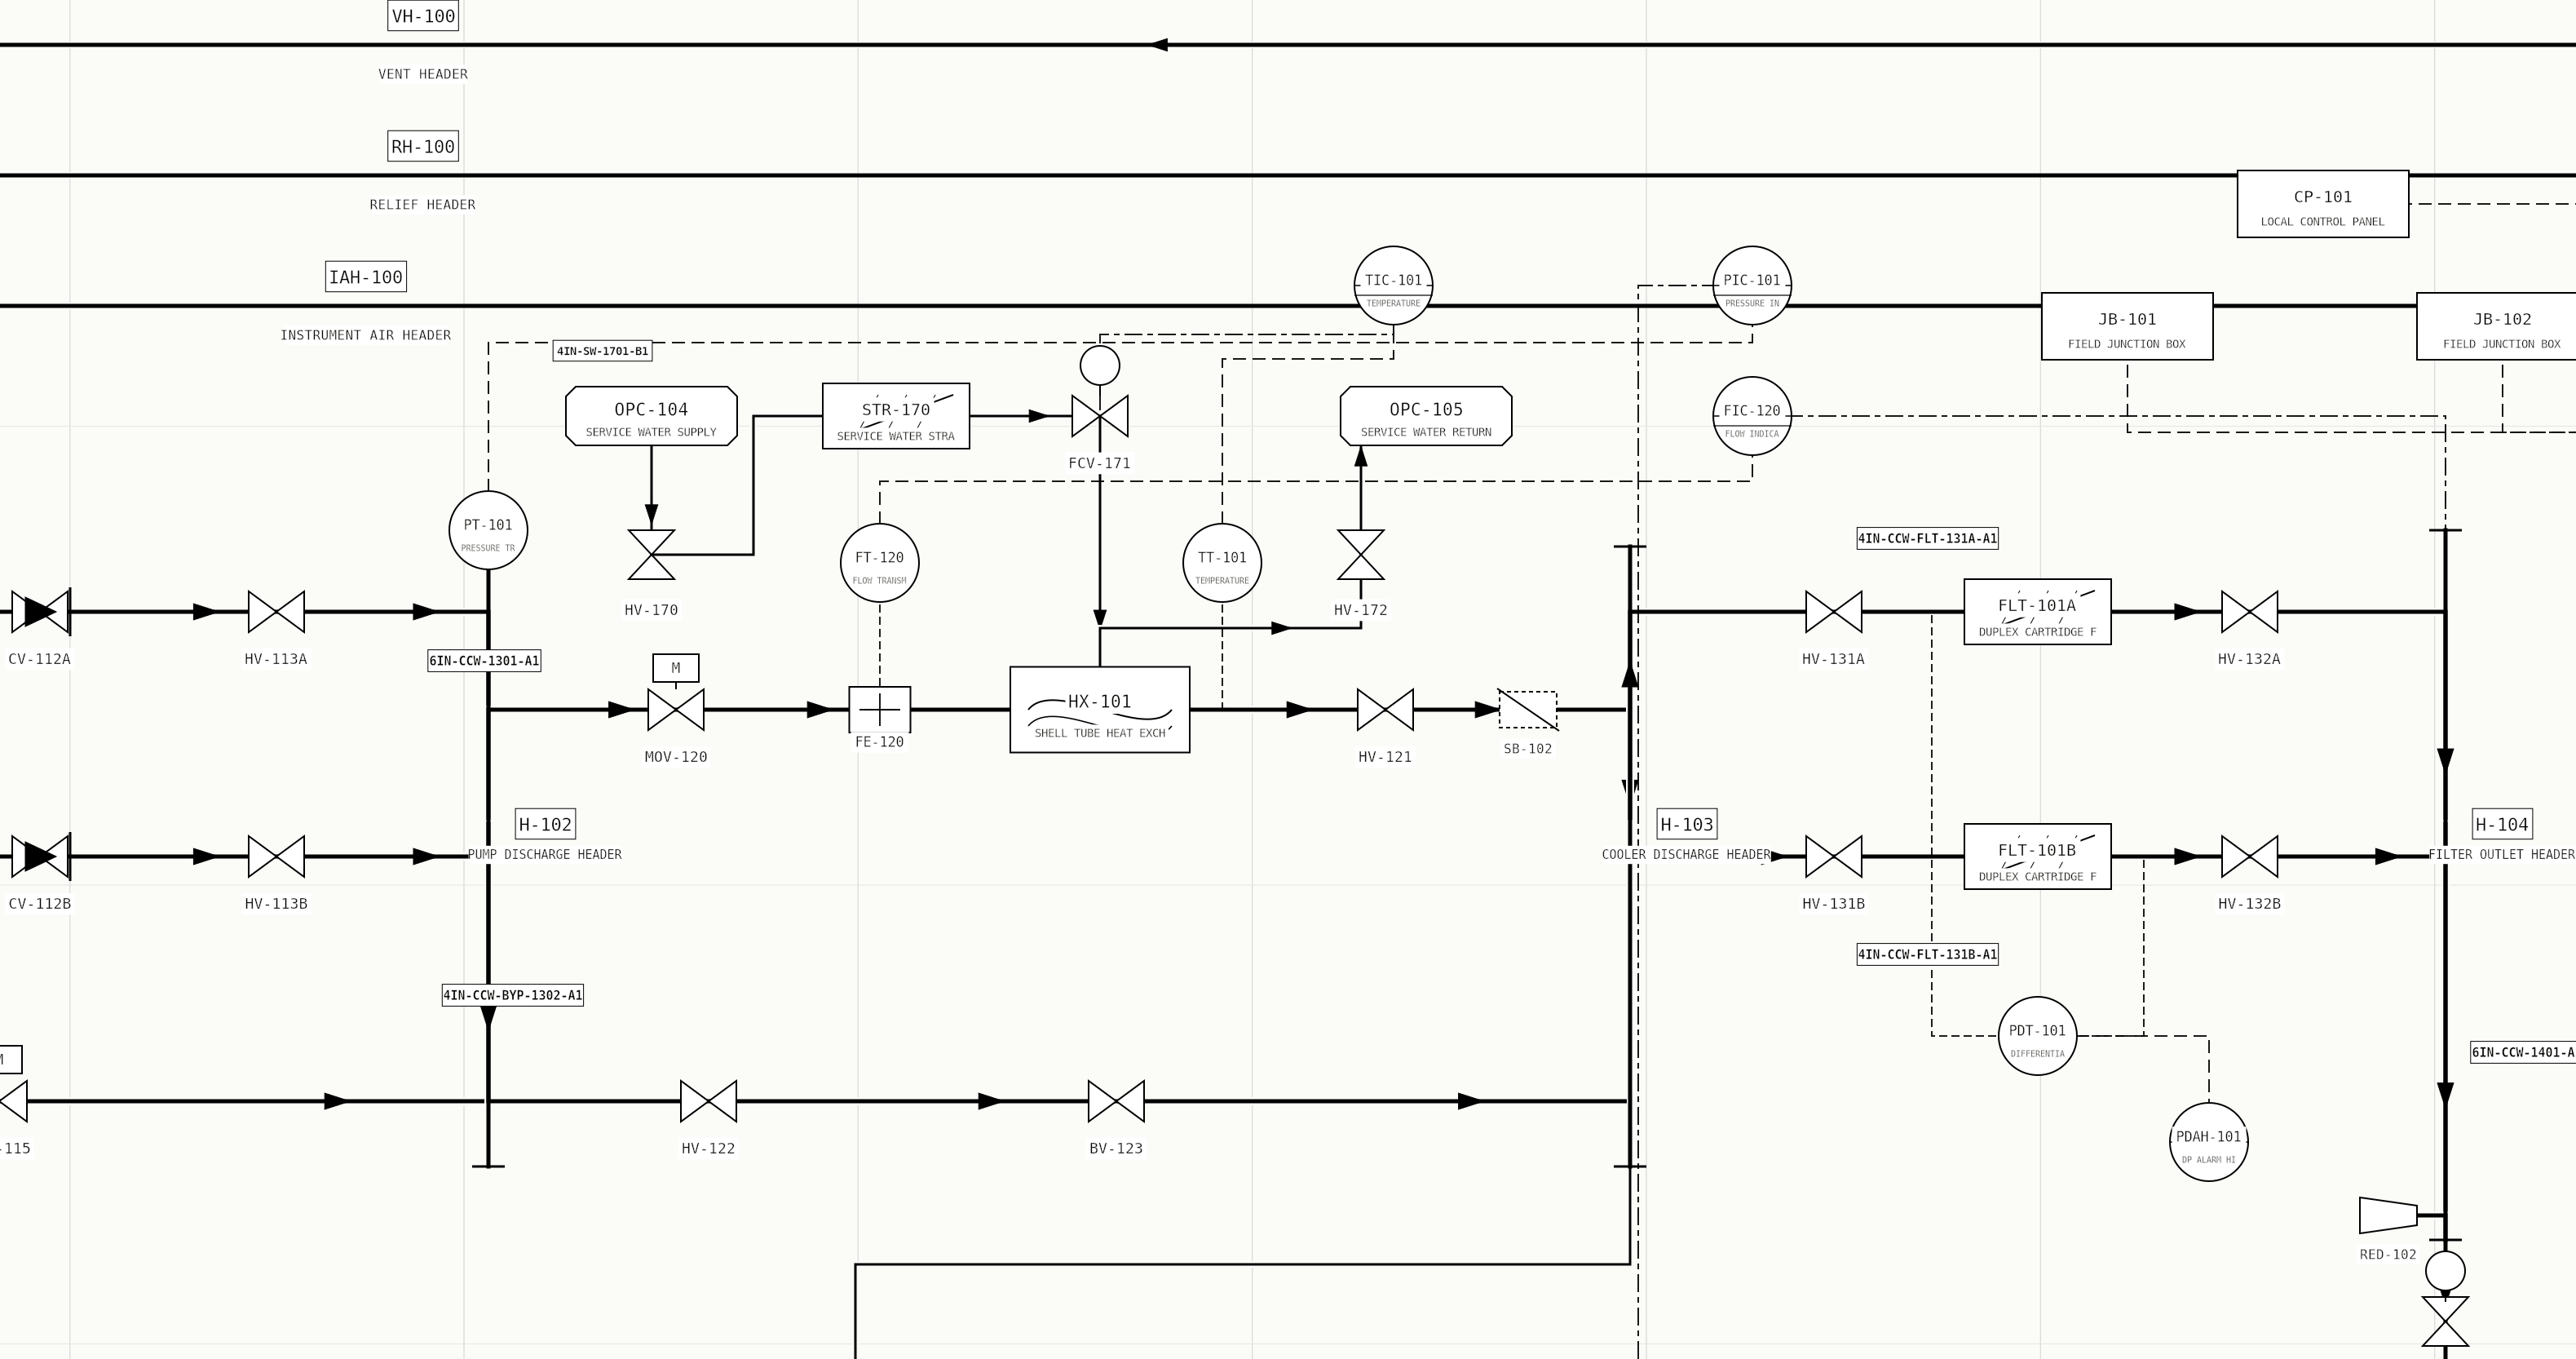 VH-100
VENT HEADER
RH-100
RELIEF HEADER
CP-101
LOCAL CONTROL PANEL
IAH-100
INSTRUMENT AIR HEADER
TIC-101
TEMPERATURE
PIC-101
PRESSURE IN
JB-101
FIELD JUNCTION BOX
JB-102
FIELD JUNCTION BOX
4IN-SW-1701-B1
OPC-104
SERVICE WATER SUPPLY
STR-170
SERVICE WATER STRA
FCV-171
OPC-105
SERVICE WATER RETURN
FIC-120
FLOW INDICA
PT-101
PRESSURE TR
HV-170
FT-120
FLOW TRANSM
TT-101
TEMPERATURE
HV-172
4IN-CCW-FLT-131A-A1
CV-112A
HV-113A
6IN-CCW-1301-A1
HV-131A
FLT-101A
DUPLEX CARTRIDGE F
HV-132A
M
MOV-120
FE-120
HX-101
SHELL TUBE HEAT EXCH
HV-121
SB-102
H-102
PUMP DISCHARGE HEADER
H-103
COOLER DISCHARGE HEADER
H-104
FILTER OUTLET HEADER
CV-112B
HV-113B
HV-131B
FLT-101B
DUPLEX CARTRIDGE F
HV-132B
4IN-CCW-FLT-131B-A1
4IN-CCW-BYP-1302-A1
PDT-101
DIFFERENTIA
6IN-CCW-1401-A
M
-115
HV-122
BV-123
PDAH-101
DP ALARM HI
RED-102